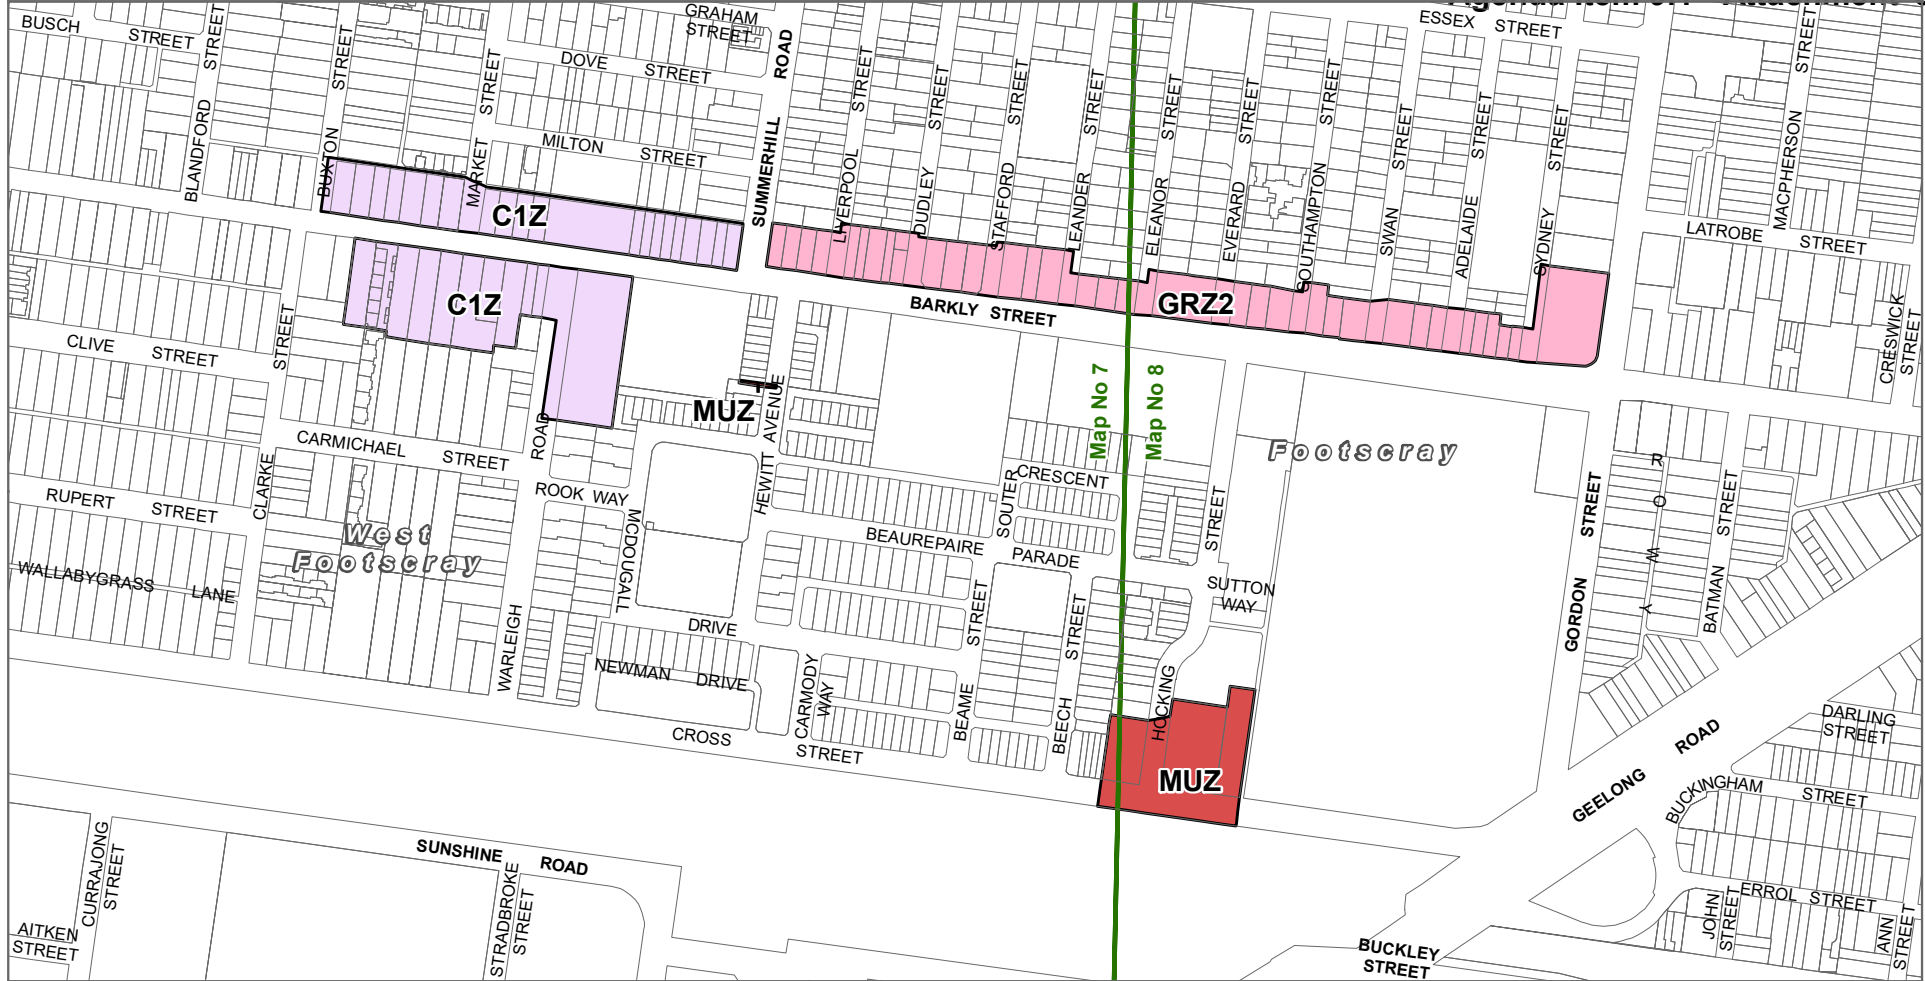 ESSEX STREET
GRAHAM
STREET
BUSCH STREET
STREET
STREET
STREET
ROAD
STREET
STREET
STREET
STREET
STREET
STREET
STREET
STREET
STREET
STREET
STREET
DOVE STREET
MILTON STREET
BLANDFORD
BUXTON
MARKET
SUMMERHILL
LIVERPOOL
DUDLEY
STAFFORD
LEANDER
ELEANOR
EVERARD
SOUTHAMPTON
SWAN
ADELAIDE
SYDNEY
MACPHERSON
LATROBE STREET
C1Z
C1Z
GRZ2
BARKLY STREET
CRESWICK
STREET
CLIVE STREET
STREET
CLARKE
MUZ
HEWITT AVENUE
Map No 7
Map No 8
Footscray
CARMICHAEL STREET
ROAD
WARLEIGH
ROOK WAY
MCDOUGALL
SOUTER
CRESCENT
STREET
GORDON STREET
R O W Y
BATMAN STREET
RUPERT STREET
West
Footscray
BEAUREPAIRE PARADE
SUTTON
WAY
WALLABYGRASS LANE
DRIVE
NEWMAN DRIVE
CARMODY
WAY
BEAME STREET
BEECH STREET
HOCKING
MUZ
CROSS STREET
DARLING
STREET
GEELONG ROAD
BUCKINGHAM STREET
SUNSHINE ROAD
CURRAJONG
STREET
STRADBROKE
STREET
AITKEN
STREET
BUCKLEY
STREET
ERROL STREET
JOHN
STREET
ANN
STREET